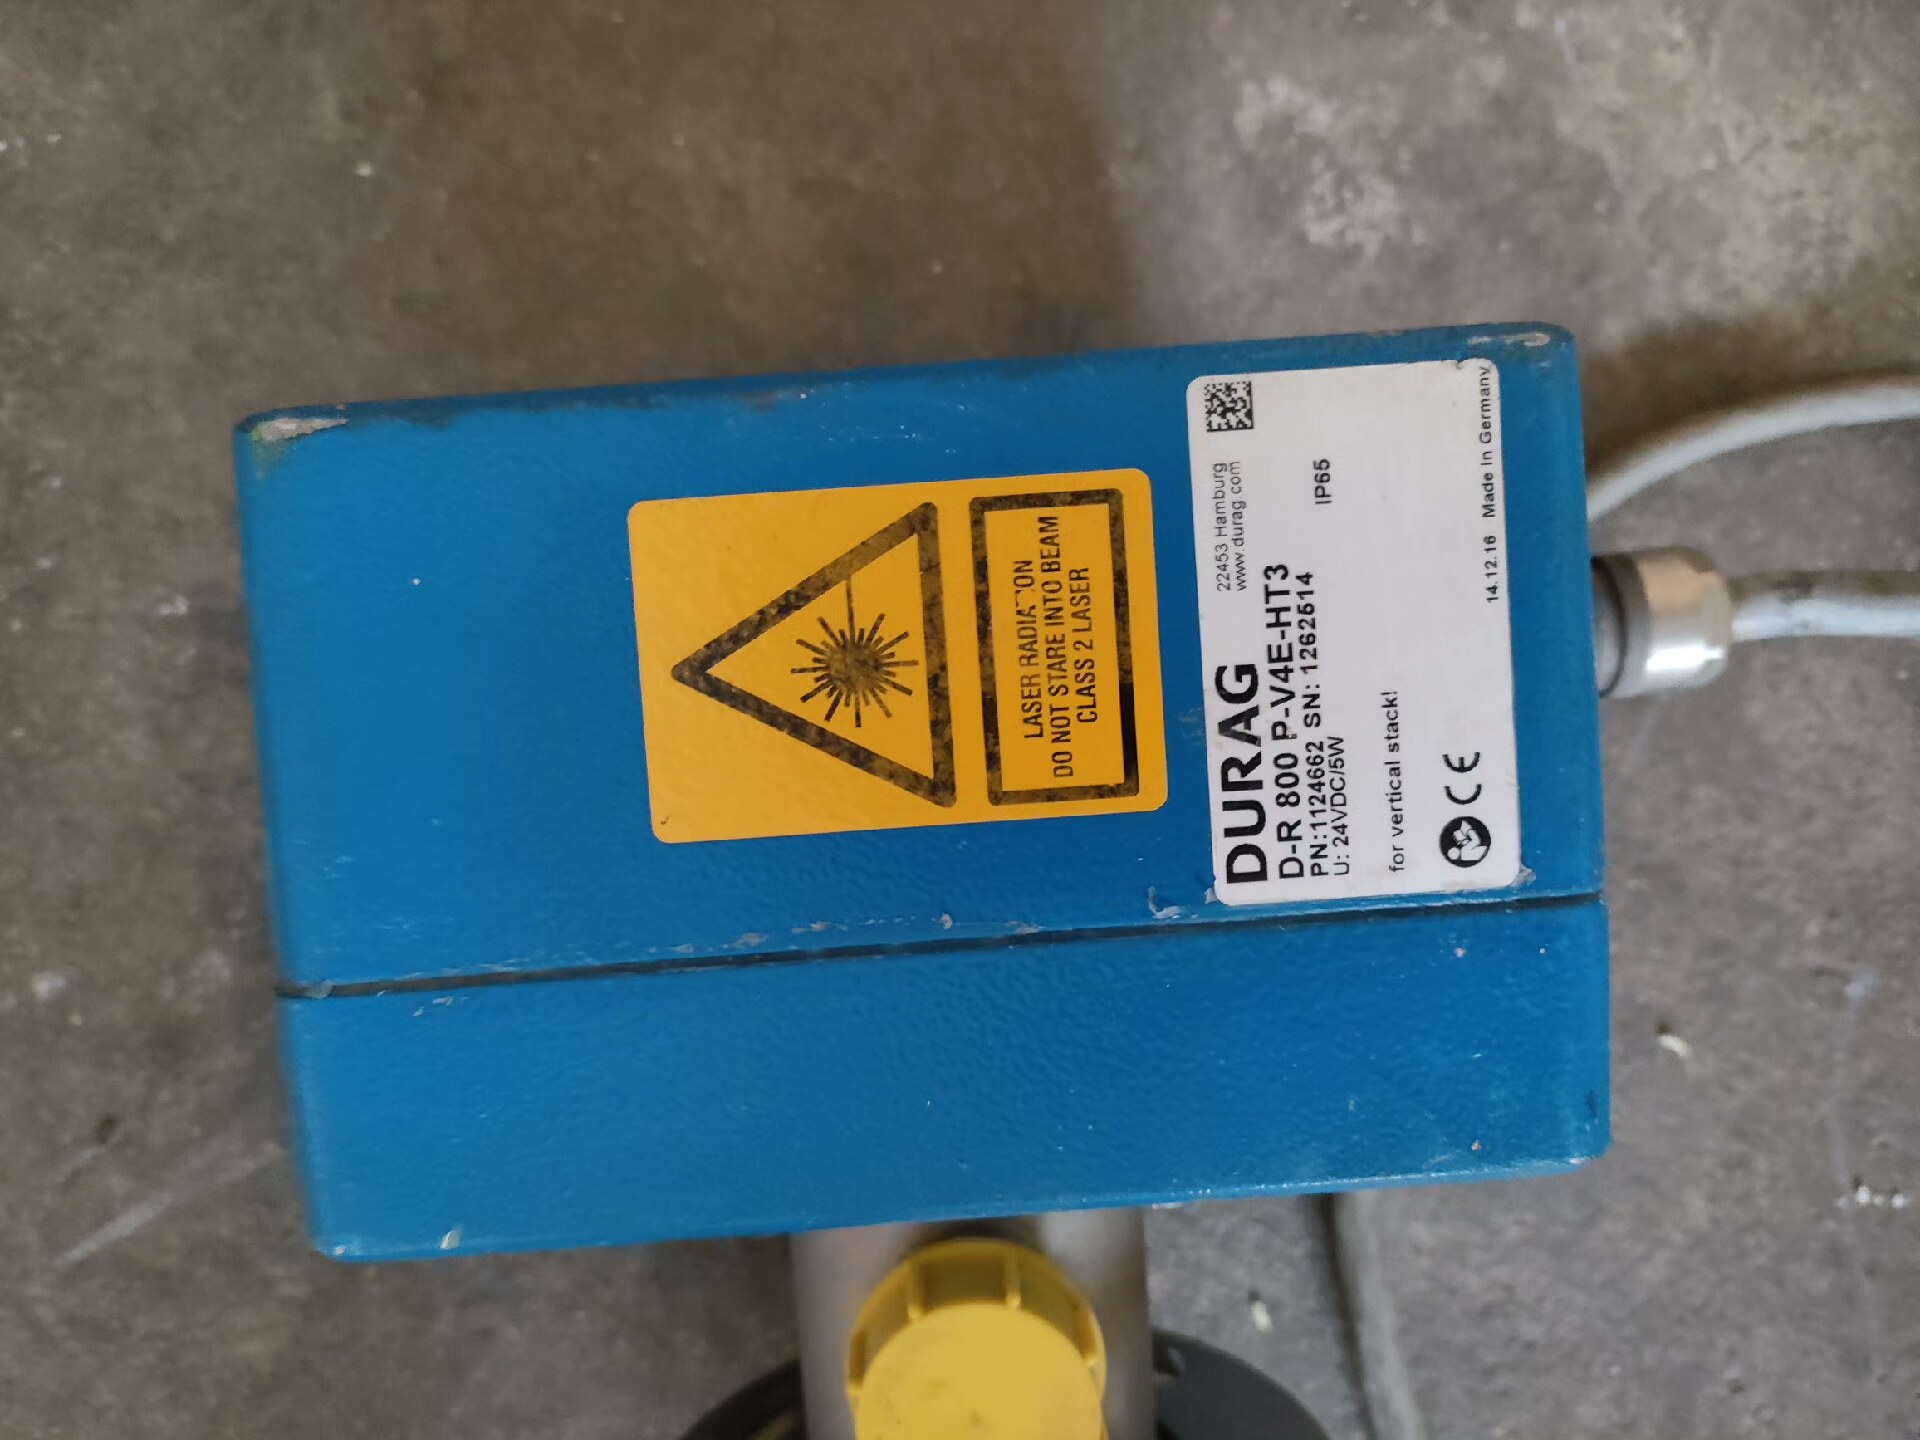 LASER RADIATION
DO NOT STARE INTO BEAM
CLASS 2 LASER
DURAG
22453 Hamburg
www.durag.com
D-R 800 P-V4E-HT3
PN:1124662 SN: 1262514
U: 24VDC/5W
IP65
for vertical stack!
CE
14.12.16 Made In Germany